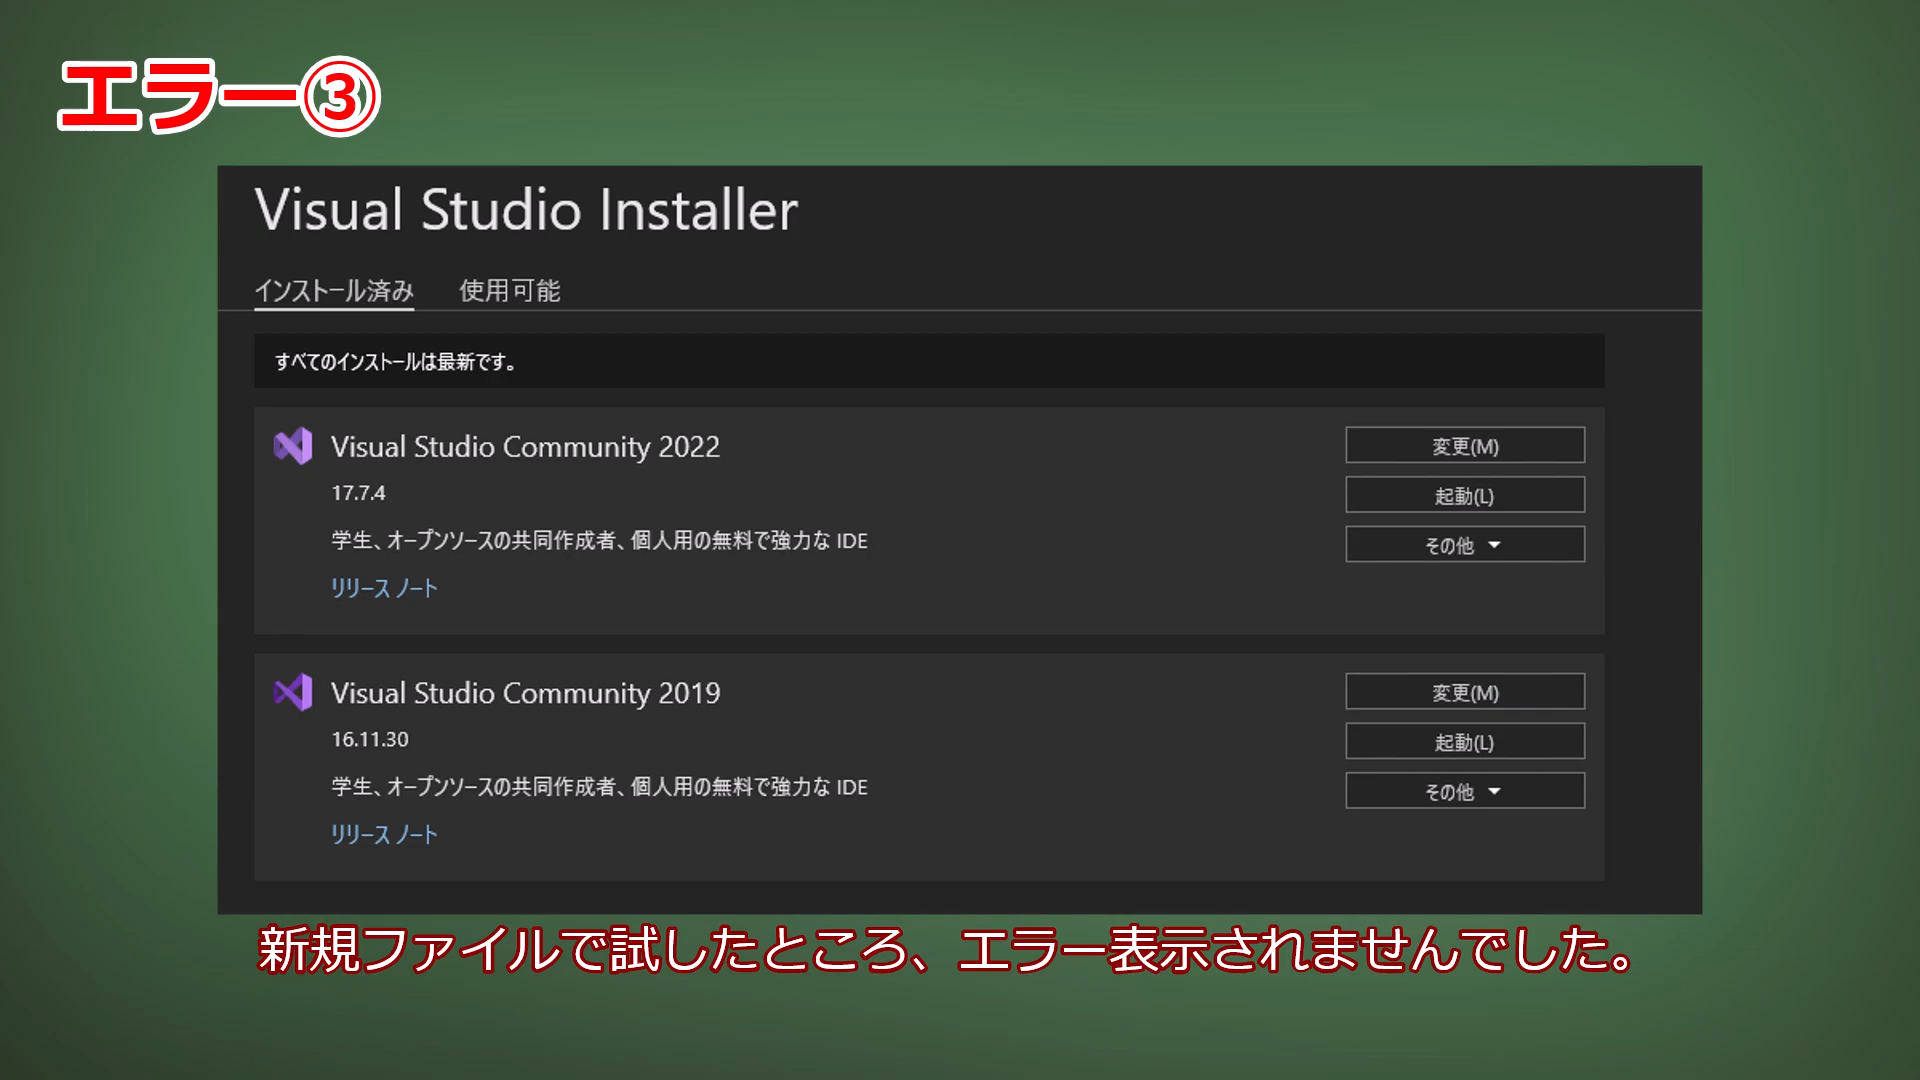 エラー③
Visual Studio Installer
インストール済み 使用可能
すべてのインストールは最新です。
Visual Studio Community 2022
17.7.4
学生、オープンソースの共同作成者、個人用の無料で強力な IDE
リリース ノート
変更(M)
起動(L)
その他
Visual Studio Community 2019
16.11.30
学生、オープンソースの共同作成者、個人用の無料で強力な IDE
リリース ノート
変更(M)
起動(L)
その他
新規ファイルで試したところ、エラー表示されませんでした。